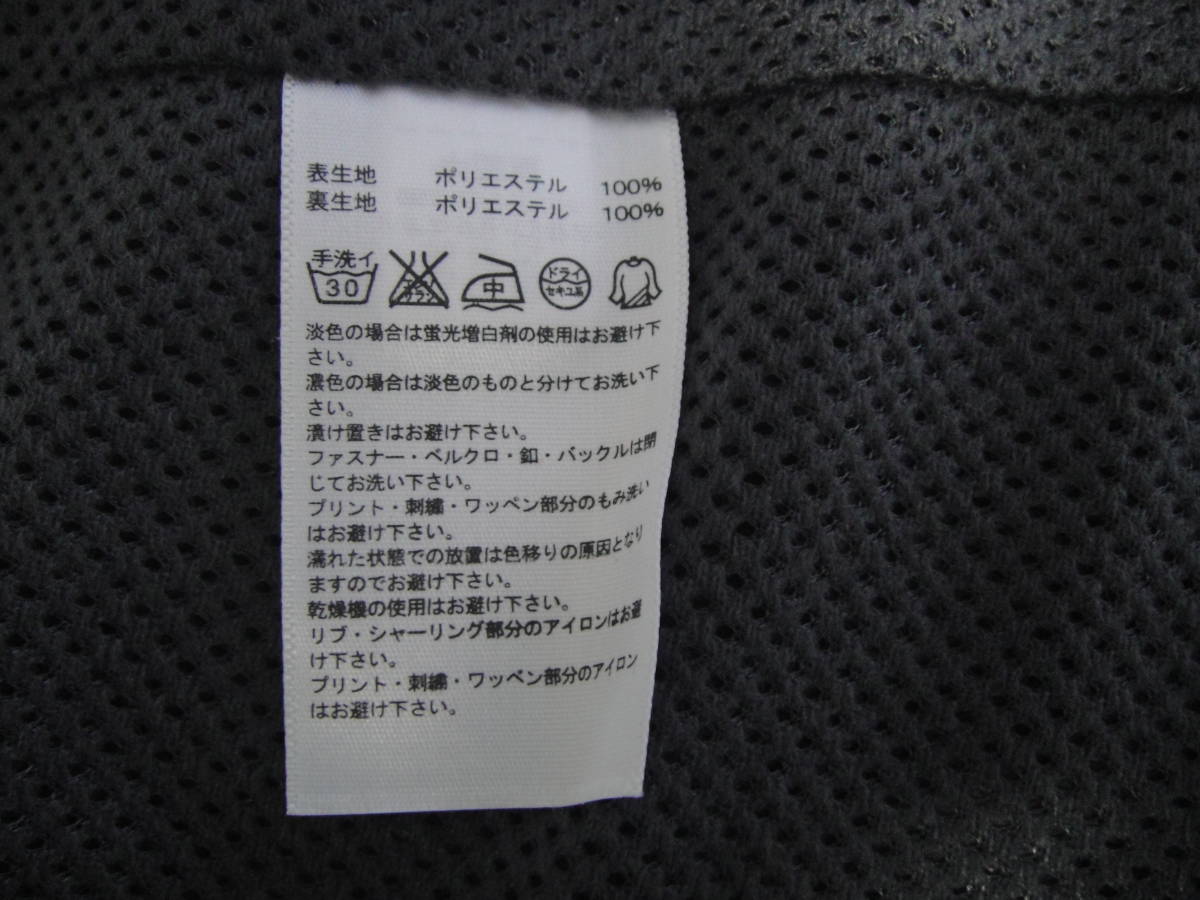 表生地 ポリエステル 100%
裏生地 ポリエステル 100%
手洗イ 30 中 ドライ セキユ系
淡色の場合は蛍光増白剤の使用はお避け下
さい。
濃色の場合は淡色のものと分けてお洗い下
さい。
漬け置きはお避け下さい。
ファスナー・ベルクロ・釦・バックルは閉
じてお洗い下さい。
プリント・刺繍・ワッペン部分のもみ洗い
はお避け下さい。
濡れた状態での放置は色移りの原因となり
ますのでお避け下さい。
乾燥機の使用はお避け下さい。
リブ・シャーリング部分のアイロンはお避
け下さい。
プリント・刺繍・ワッペン部分のアイロン
はお避け下さい。